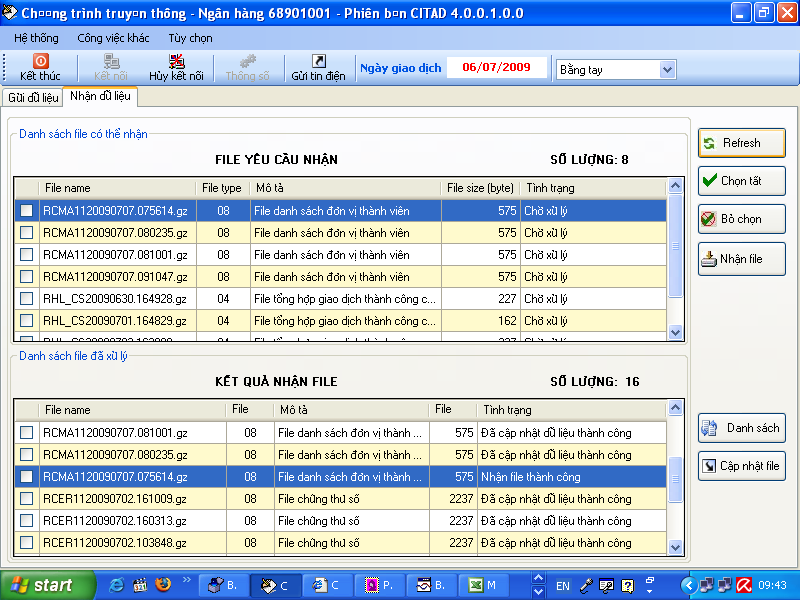 Chương trình truyền thông - Ngân hàng 68901001 - Phiên bản CITAD 4.0.0.1.0.0
Hệ thống Công việc khác Tùy chọn
Kết thúc Kết nối Hủy kết nối Thông số Gửi tin điện Ngày giao dịch 06/07/2009 Bằng tay
Gửi dữ liệu Nhận dữ liệu
Danh sách file có thể nhận
FILE YÊU CẦU NHẬN SỐ LƯỢNG: 8
File name File type Mô tả File size (byte) Tình trạng
RCMA1120090707.075614.gz 08 File danh sách đơn vị thành viên 575 Chờ xử lý
RCMA1120090707.080235.gz 08 File danh sách đơn vị thành viên 575 Chờ xử lý
RCMA1120090707.081001.gz 08 File danh sách đơn vị thành viên 575 Chờ xử lý
RCMA1120090707.091047.gz 08 File danh sách đơn vị thành viên 575 Chờ xử lý
RHL_CS20090630.164928.gz 04 File tổng hợp giao dịch thành công c... 227 Chờ xử lý
RHL_CS20090701.164829.gz 04 File tổng hợp giao dịch thành công c... 162 Chờ xử lý
Refresh
Chọn tất
Bỏ chọn
Nhận file
Danh sách file đã xử lý
KẾT QUẢ NHẬN FILE SỐ LƯỢNG: 16
File name File Mô tả File Tình trạng
RCMA1120090707.081001.gz 08 File danh sách đơn vị thành ... 575 Đã cập nhật dữ liệu thành công
RCMA1120090707.080235.gz 08 File danh sách đơn vị thành ... 575 Đã cập nhật dữ liệu thành công
RCMA1120090707.075614.gz 08 File danh sách đơn vị thành ... 575 Nhận file thành công
RCER1120090702.161009.gz 08 File chứng thư số 2237 Đã cập nhật dữ liệu thành công
RCER1120090702.160313.gz 08 File chứng thư số 2237 Đã cập nhật dữ liệu thành công
RCER1120090702.103848.gz 08 File chứng thư số 2237 Đã cập nhật dữ liệu thành công
Danh sách
Cập nhật file
start B. C C P. B. M EN 09:43